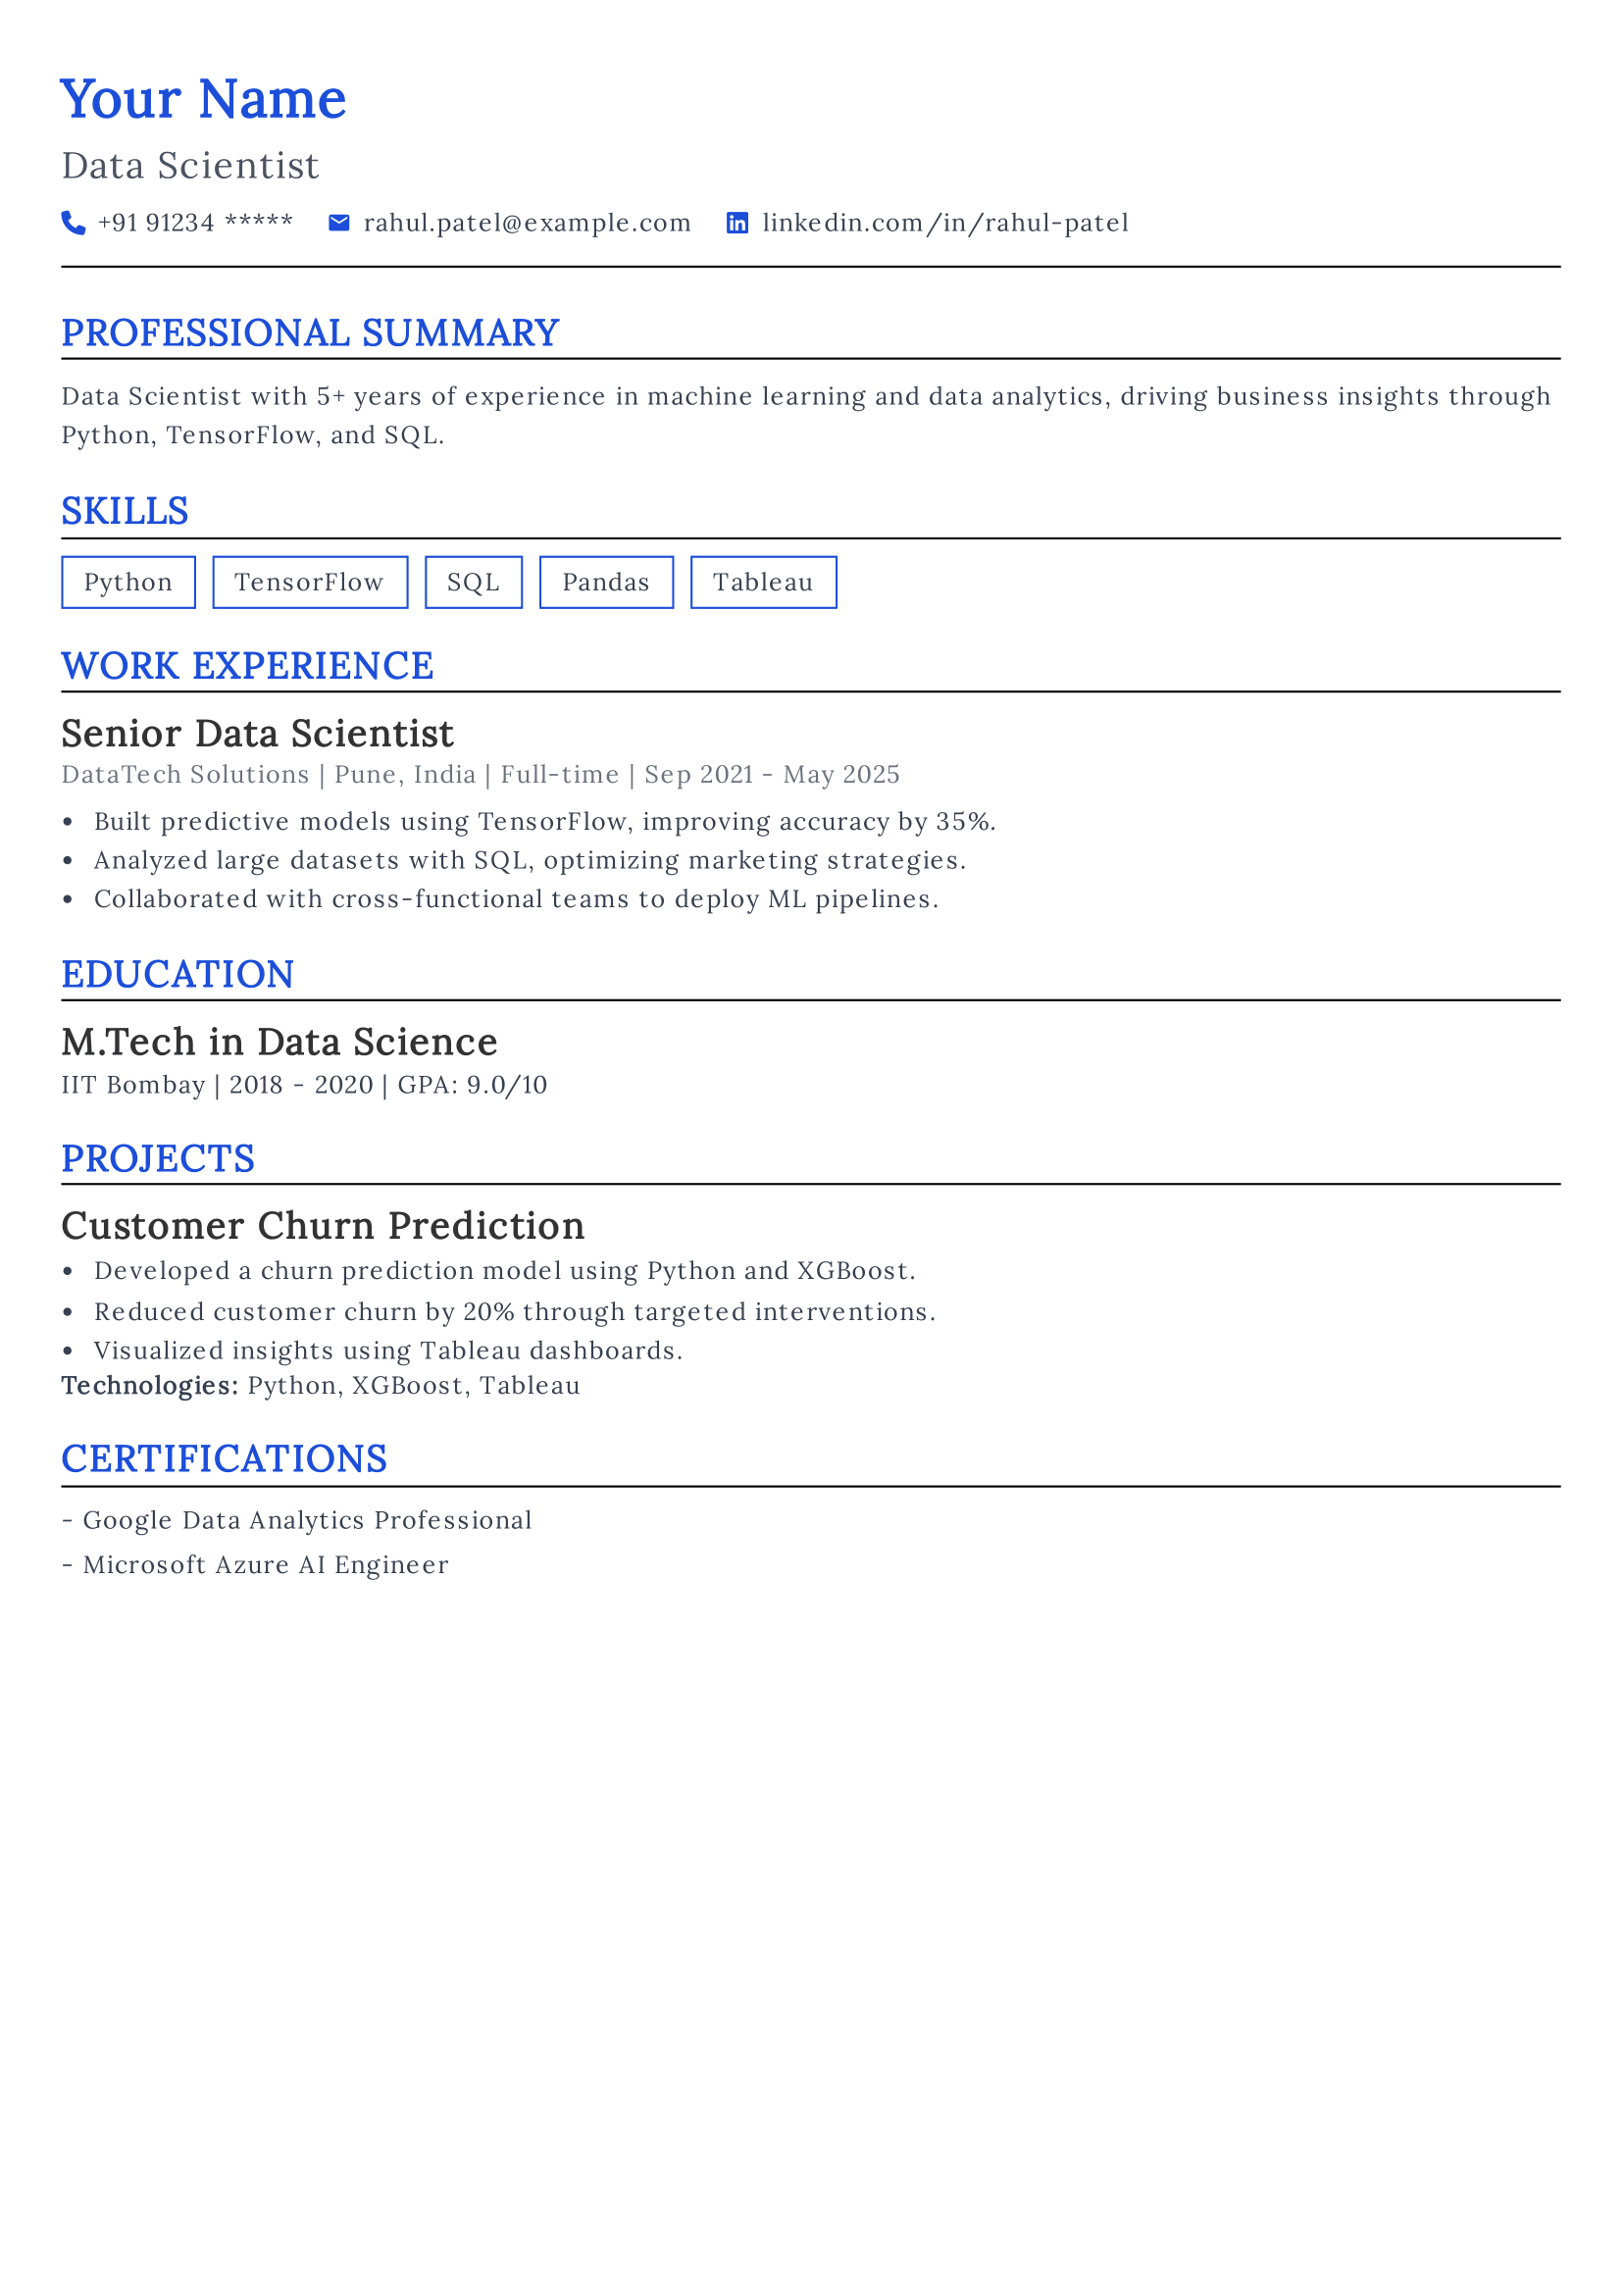 Your Name
Data Scientist
+91 91234 ***** rahul.patel@example.com linkedin.com/in/rahul-patel
PROFESSIONAL SUMMARY
Data Scientist with 5+ years of experience in machine learning and data analytics, driving business insights through
Python, TensorFlow, and SQL.
SKILLS
Python TensorFlow SQL Pandas Tableau
WORK EXPERIENCE
Senior Data Scientist
DataTech Solutions | Pune, India | Full-time | Sep 2021 - May 2025
• Built predictive models using TensorFlow, improving accuracy by 35%.
• Analyzed large datasets with SQL, optimizing marketing strategies.
• Collaborated with cross-functional teams to deploy ML pipelines.
EDUCATION
M.Tech in Data Science
IIT Bombay | 2018 - 2020 | GPA: 9.0/10
PROJECTS
Customer Churn Prediction
• Developed a churn prediction model using Python and XGBoost.
• Reduced customer churn by 20% through targeted interventions.
• Visualized insights using Tableau dashboards.
Technologies: Python, XGBoost, Tableau
CERTIFICATIONS
- Google Data Analytics Professional
- Microsoft Azure AI Engineer